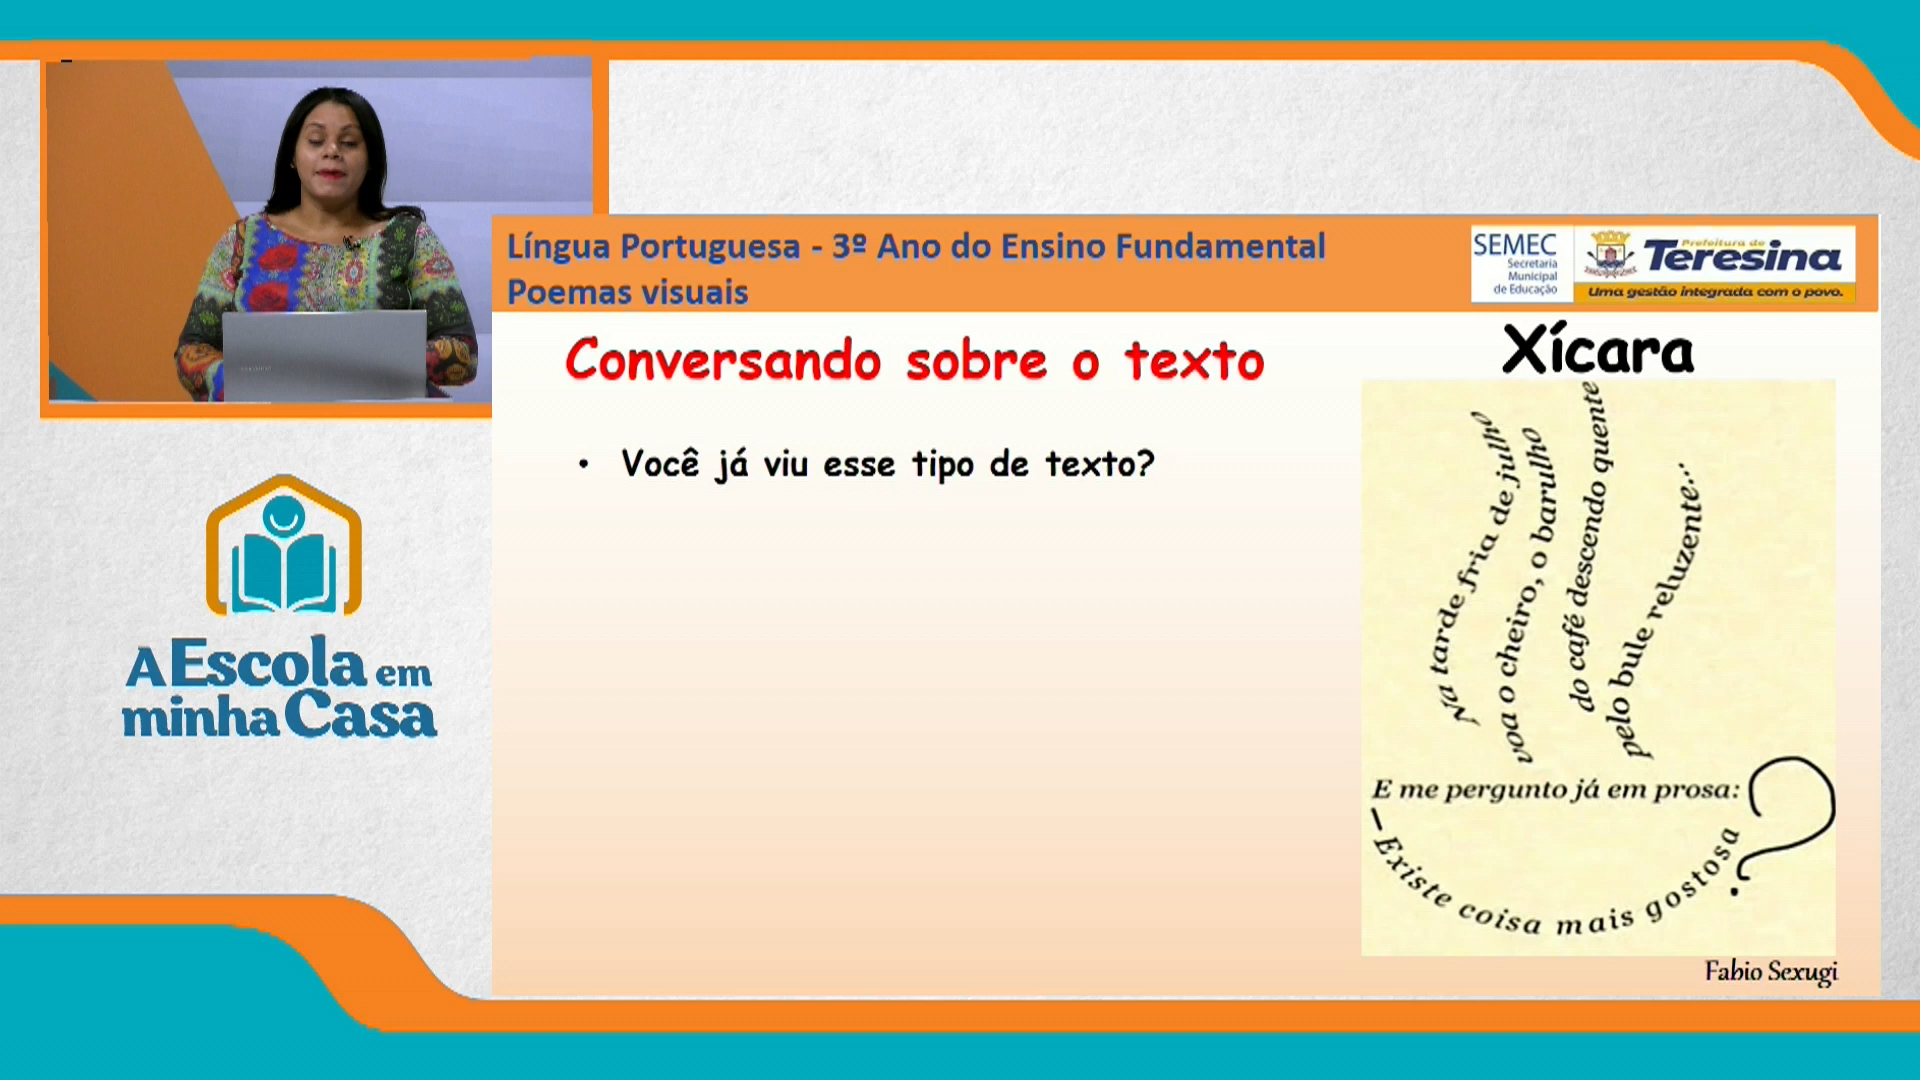 Língua Portuguesa - 3º Ano do Ensino Fundamental
Poemas visuais
SEMEC
Secretaria
Municipal
de Educação
Prefeitura de
Teresina
Uma gestão integrada com o povo.
Conversando sobre o texto
• Você já viu esse tipo de texto?
Xícara
Na tarde fria de julho
voa o cheiro, o barulho
do café descendo quente
pelo bule reluzente...
E me pergunto já em prosa:
—Existe coisa mais gostosa
?
Fabio Sexugi
A Escola em
minha Casa